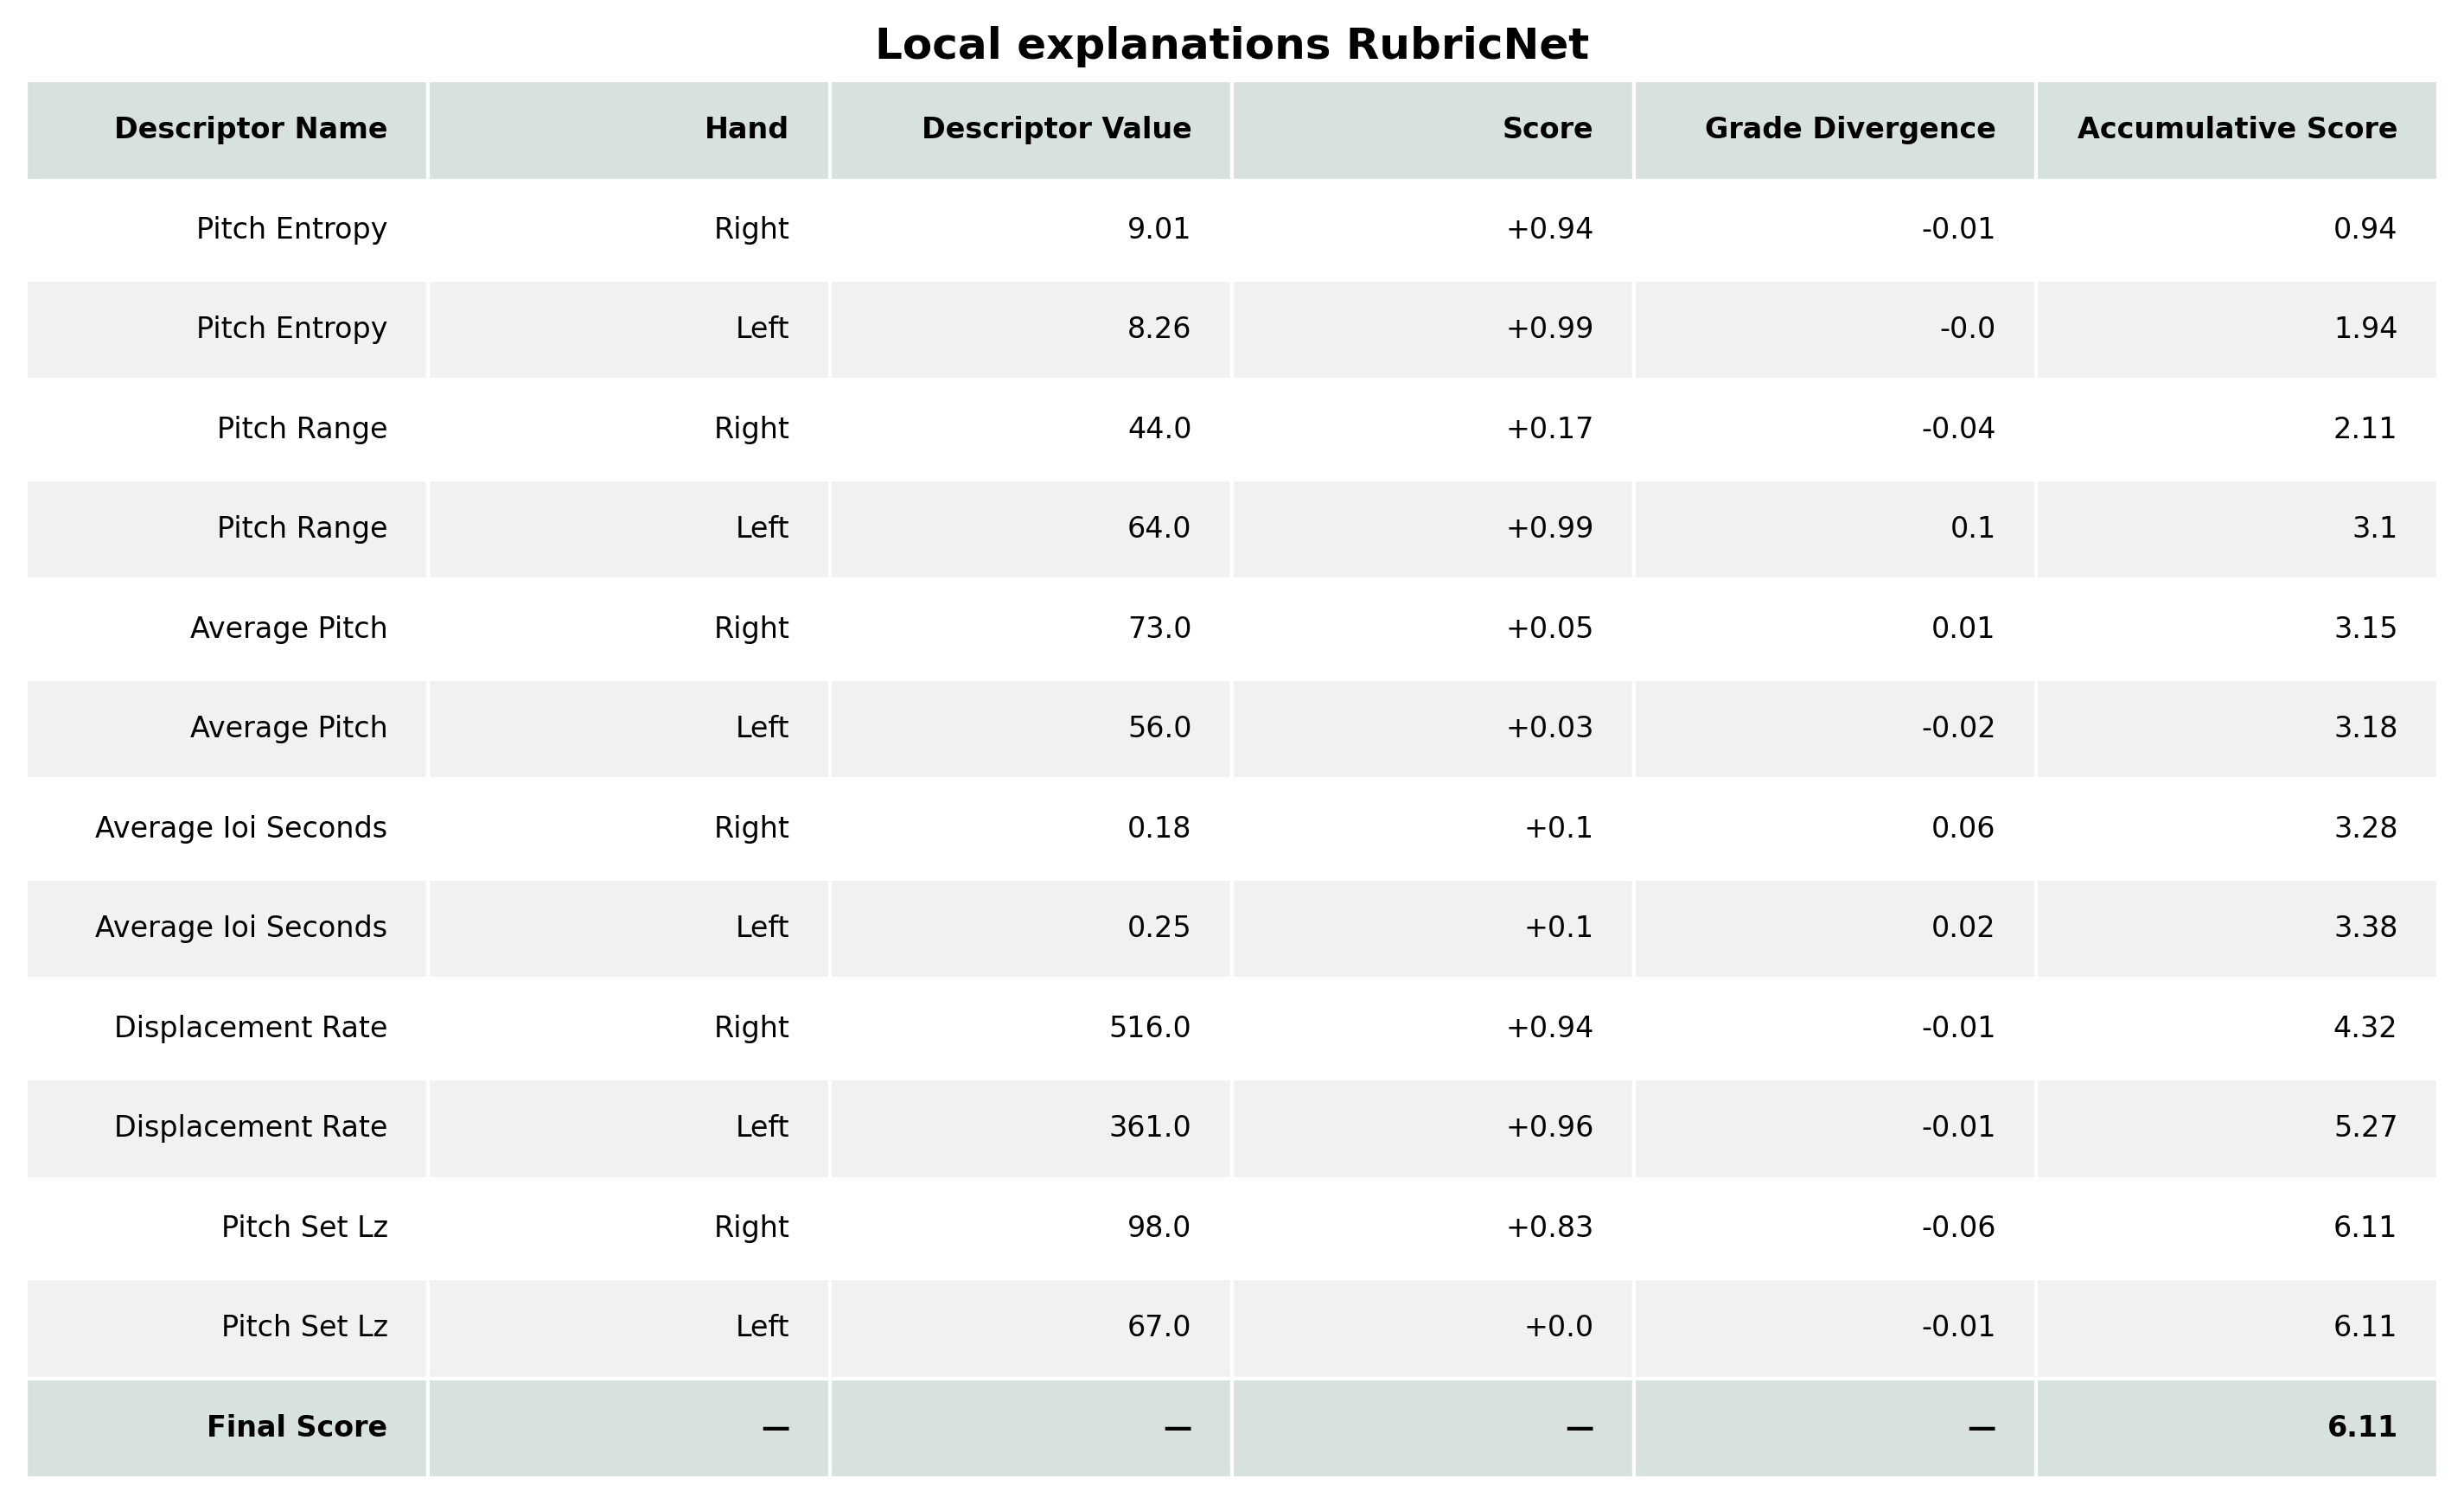 Local explanations RubricNet
Descriptor Name Hand Descriptor Value Score Grade Divergence Accumulative Score
Pitch Entropy Right 9.01 +0.94 -0.01 0.94
Pitch Entropy Left 8.26 +0.99 -0.0 1.94
Pitch Range Right 44.0 +0.17 -0.04 2.11
Pitch Range Left 64.0 +0.99 0.1 3.1
Average Pitch Right 73.0 +0.05 0.01 3.15
Average Pitch Left 56.0 +0.03 -0.02 3.18
Average Ioi Seconds Right 0.18 +0.1 0.06 3.28
Average Ioi Seconds Left 0.25 +0.1 0.02 3.38
Displacement Rate Right 516.0 +0.94 -0.01 4.32
Displacement Rate Left 361.0 +0.96 -0.01 5.27
Pitch Set Lz Right 98.0 +0.83 -0.06 6.11
Pitch Set Lz Left 67.0 +0.0 -0.01 6.11
Final Score — — — — 6.11